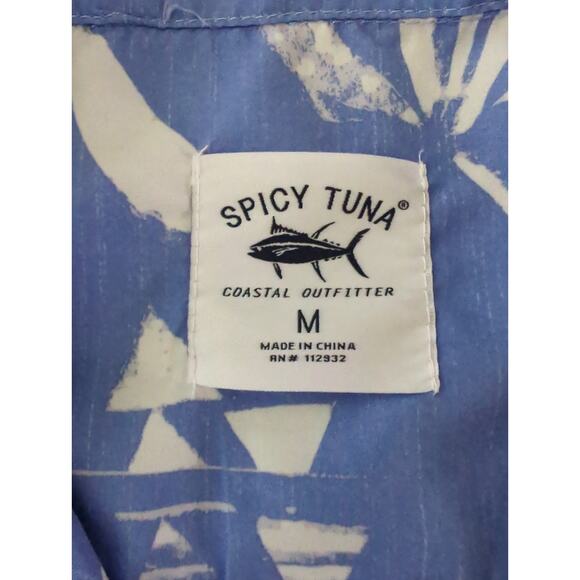 SPICY TUNA®
COASTAL OUTFITTER
M
MADE IN CHINA
RN# 112932